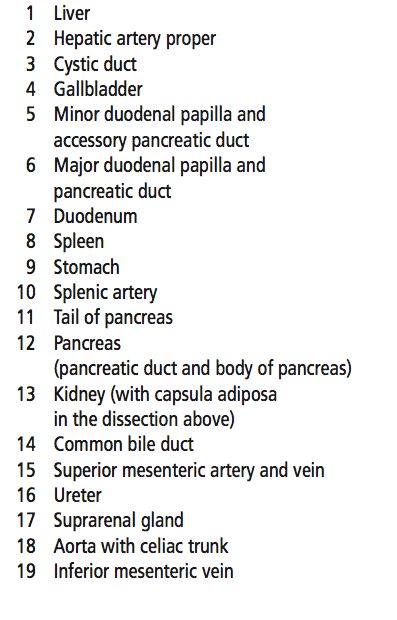 1 Liver
2 Hepatic artery proper
3 Cystic duct
4 Gallbladder
5 Minor duodenal papilla and
accessory pancreatic duct
6 Major duodenal papilla and
pancreatic duct
7 Duodenum
8 Spleen
9 Stomach
10 Splenic artery
11 Tail of pancreas
12 Pancreas
(pancreatic duct and body of pancreas)
13 Kidney (with capsula adiposa
in the dissection above)
14 Common bile duct
15 Superior mesenteric artery and vein
16 Ureter
17 Suprarenal gland
18 Aorta with celiac trunk
19 Inferior mesenteric vein